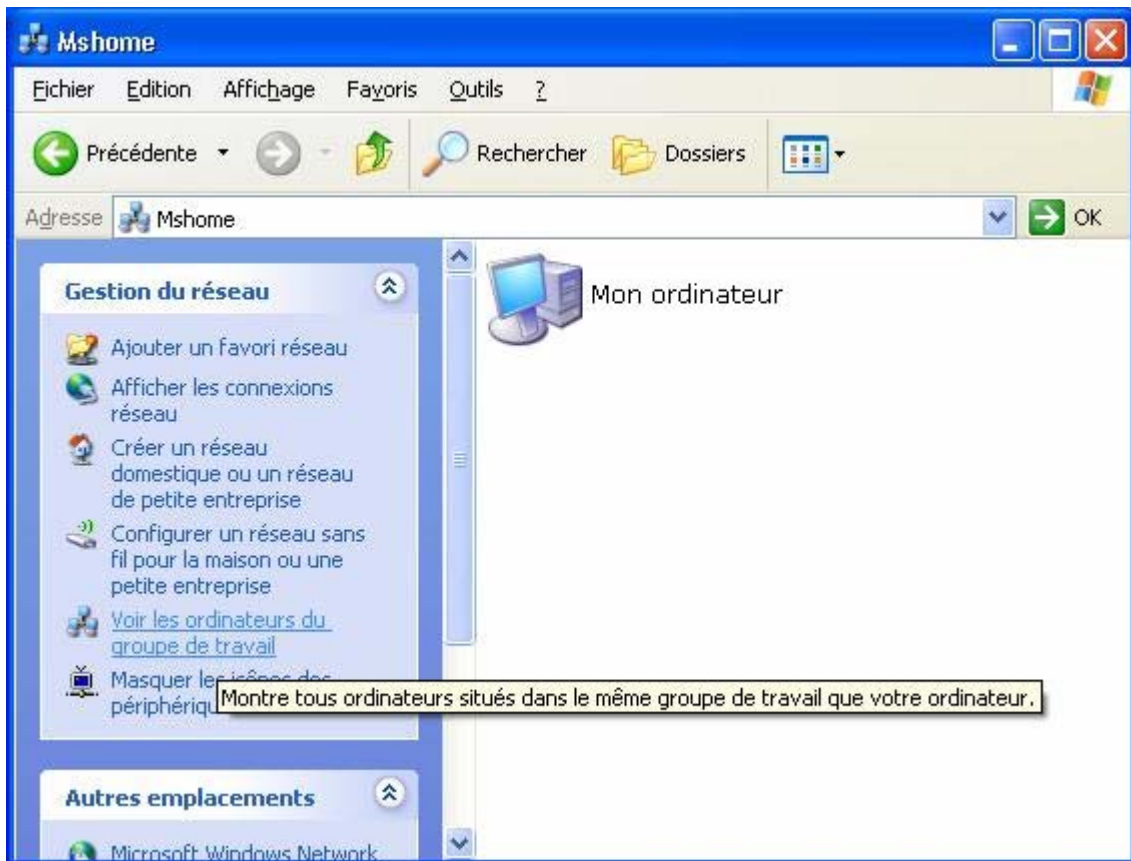 Mshome
Fichier Edition Affichage Favoris Outils ?
Précédente Rechercher Dossiers
Adresse Mshome OK
Gestion du réseau
Ajouter un favori réseau
Afficher les connexions
réseau
Créer un réseau
domestique ou un réseau
de petite entreprise
Configurer un réseau sans
fil pour la maison ou une
petite entreprise
Voir les ordinateurs du
groupe de travail
Masquer les icônes des
Montre tous ordinateurs situés dans le même groupe de travail que votre ordinateur.
Autres emplacements
Microsoft Windows Network
Mon ordinateur